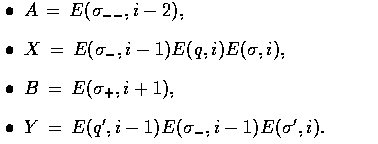 • A = E(σ₋₋, i − 2),
• X = E(σ₋, i − 1)E(q, i)E(σ, i),
• B = E(σ₊, i + 1),
• Y = E(q′, i − 1)E(σ₋, i − 1)E(σ′, i).